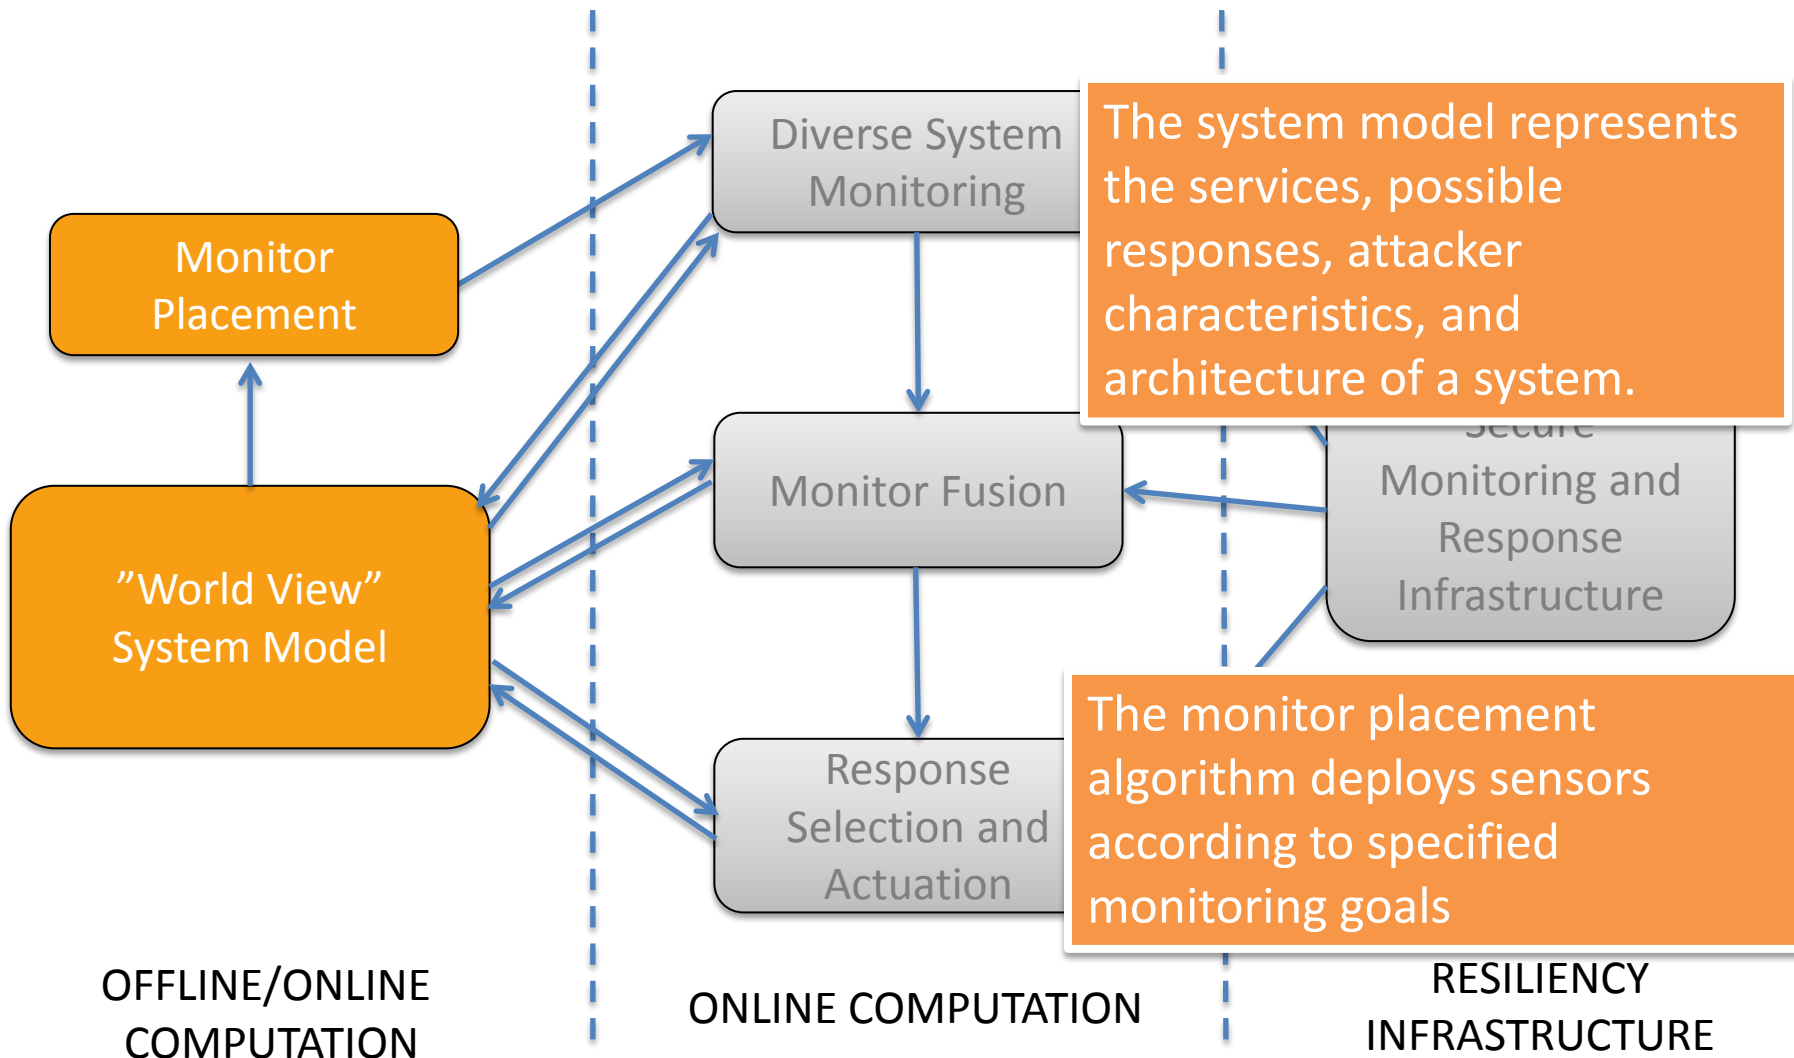 Diverse System
Monitoring
The system model represents
the services, possible
responses, attacker
characteristics, and
architecture of a system.
Monitor
Placement
Monitor Fusion
Secure
Monitoring and
Response
Infrastructure
”World View”
System Model
Response
Selection and
Actuation
The monitor placement
algorithm deploys sensors
according to specified
monitoring goals
OFFLINE/ONLINE
COMPUTATION
ONLINE COMPUTATION
RESILIENCY
INFRASTRUCTURE